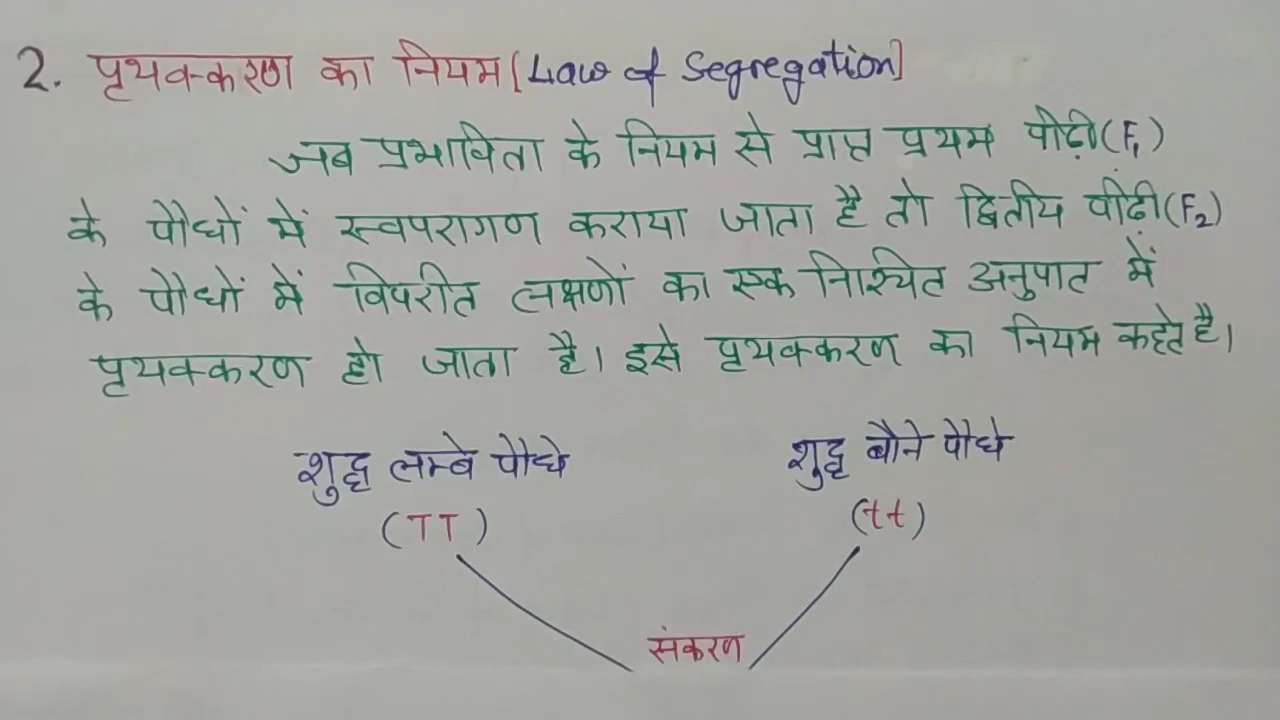 2. पृथक्करण का नियम [Law of Segregation]
जब प्रभाविता के नियम से प्राप्त प्रथम पीढ़ी (F₁)
के पौधों में स्वपरागण कराया जाता है तो द्वितीय पीढ़ी (F₂)
के पौधों में विपरीत लक्षणों का एक निश्चित अनुपात में
पृथक्करण हो जाता है। इसे पृथक्करण का नियम कहते है।
शुद्ध लम्बे पौधे शुद्ध बौने पौधे
(TT) (tt)
संकरण